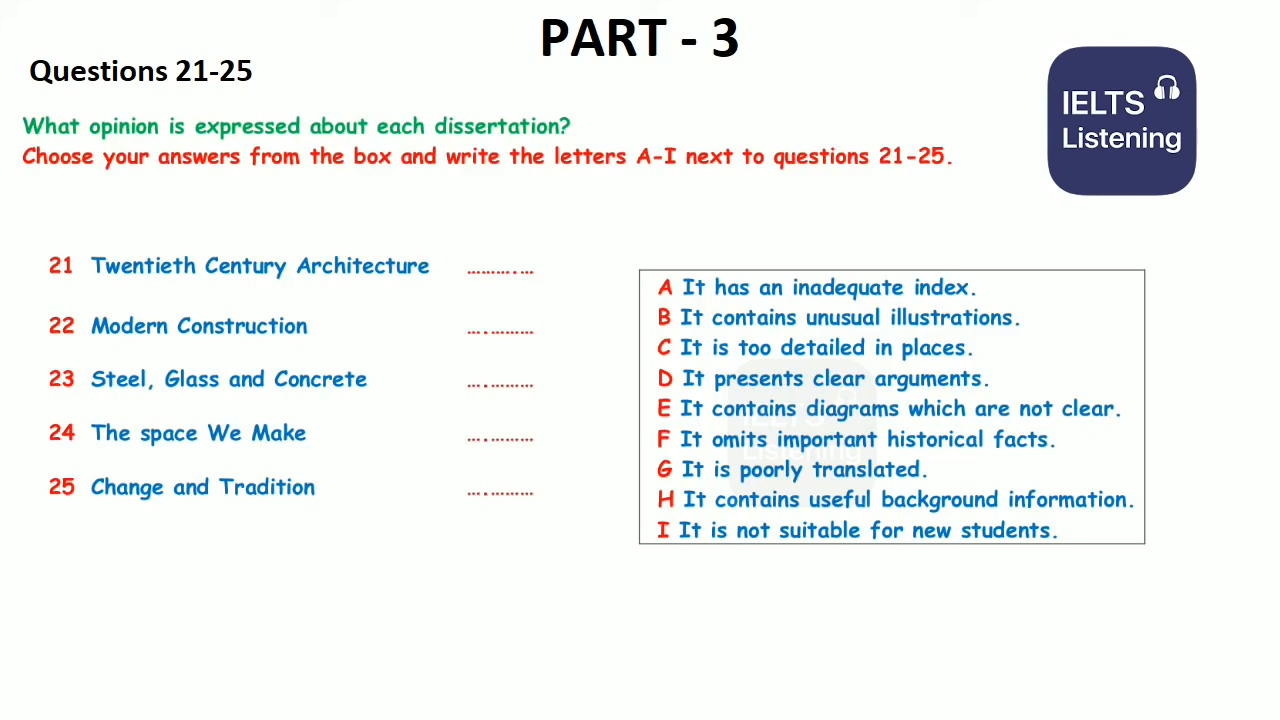 PART - 3
Questions 21-25
IELTS
Listening
What opinion is expressed about each dissertation?
Choose your answers from the box and write the letters A-I next to questions 21-25.
21 Twentieth Century Architecture ……….…
22 Modern Construction ….………
23 Steel, Glass and Concrete ….………
24 The space We Make ….………
25 Change and Tradition ….………
A It has an inadequate index.
B It contains unusual illustrations.
C It is too detailed in places.
D It presents clear arguments.
E It contains diagrams which are not clear.
F It omits important historical facts.
G It is poorly translated.
H It contains useful background information.
I It is not suitable for new students.
IELTS
Listening